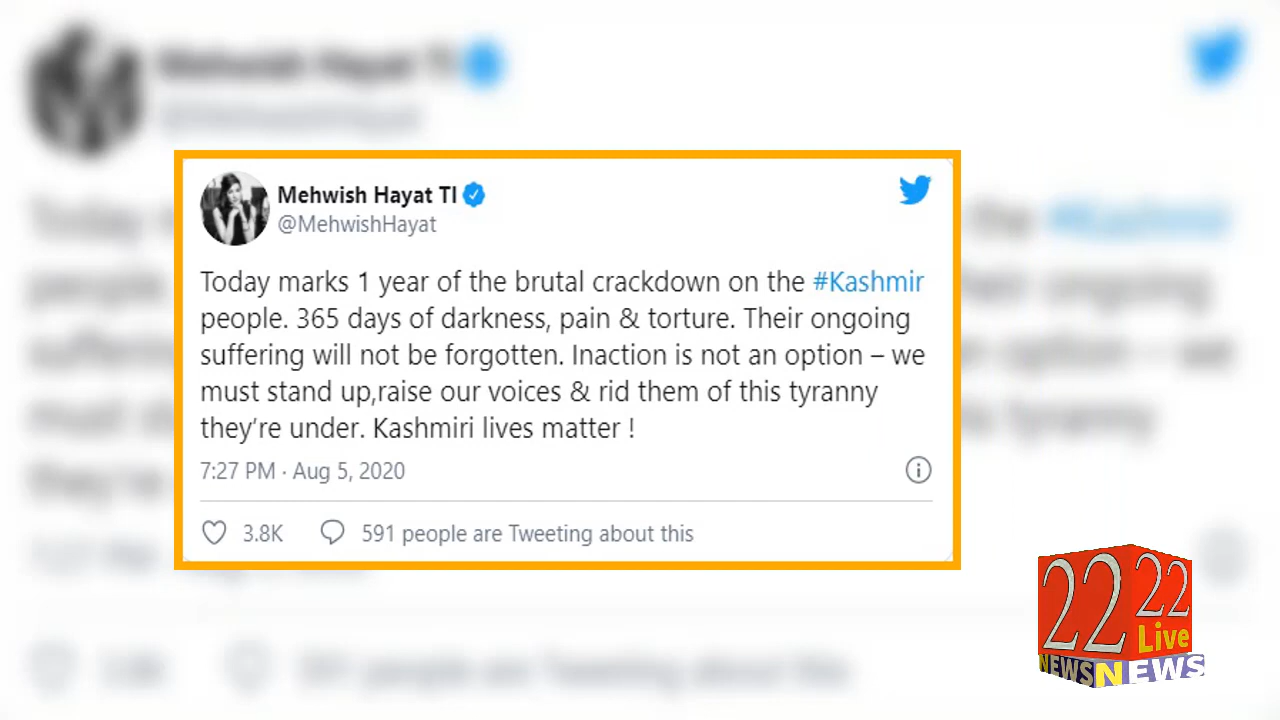 Mehwish Hayat TI
@MehwishHayat
Today marks 1 year of the brutal crackdown on the #Kashmir
people. 365 days of darkness, pain & torture. Their ongoing
suffering will not be forgotten. Inaction is not an option – we
must stand up,raise our voices & rid them of this tyranny
they’re under. Kashmiri lives matter !
7:27 PM · Aug 5, 2020
3.8K 591 people are Tweeting about this
22 22
Live
NEWS NEWS